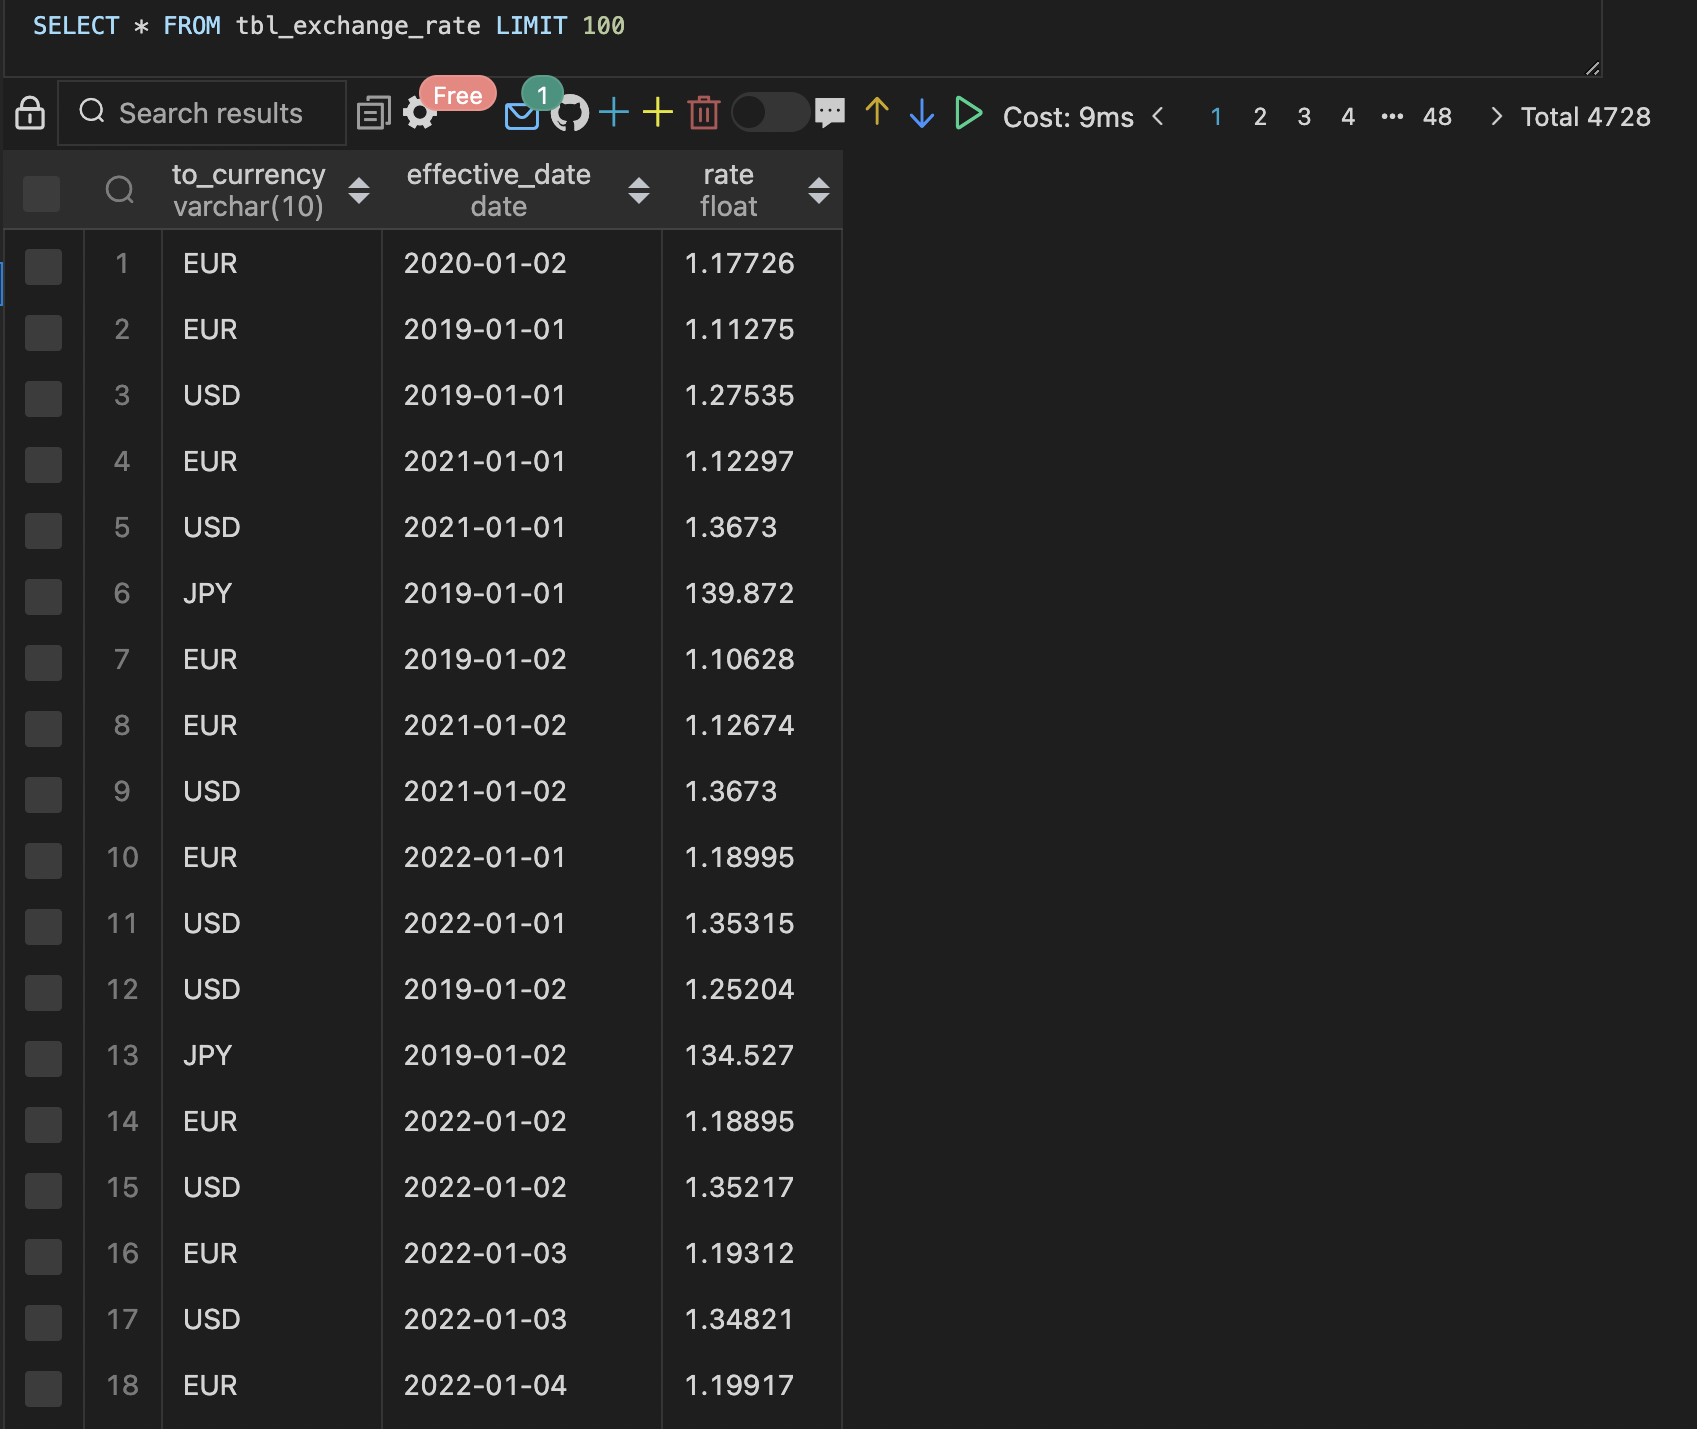 SELECT * FROM tbl_exchange_rate LIMIT 100
Search results Free 1 Cost: 9ms 1 2 3 4 ••• 48 Total 4728
to_currency effective_date rate
varchar(10) date float
1 EUR 2020-01-02 1.17726
2 EUR 2019-01-01 1.11275
3 USD 2019-01-01 1.27535
4 EUR 2021-01-01 1.12297
5 USD 2021-01-01 1.3673
6 JPY 2019-01-01 139.872
7 EUR 2019-01-02 1.10628
8 EUR 2021-01-02 1.12674
9 USD 2021-01-02 1.3673
10 EUR 2022-01-01 1.18995
11 USD 2022-01-01 1.35315
12 USD 2019-01-02 1.25204
13 JPY 2019-01-02 134.527
14 EUR 2022-01-02 1.18895
15 USD 2022-01-02 1.35217
16 EUR 2022-01-03 1.19312
17 USD 2022-01-03 1.34821
18 EUR 2022-01-04 1.19917